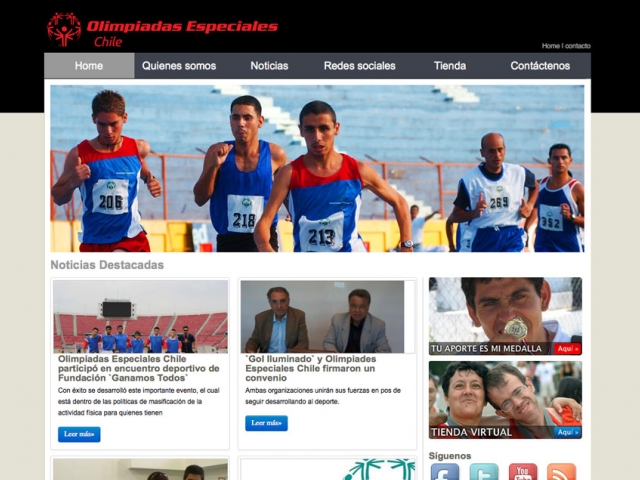 Olimpiadas Especiales
Chile
Home | contacto
Home Quienes somos Noticias Redes sociales Tienda Contáctenos
206 218 213 269 352
Noticias Destacadas
Olimpiadas Especiales Chile
participó en encuentro deportivo de
Fundación `Ganamos Todos`
Con éxito se desarrolló este importante evento, el cual
está dentro de las políticas de masificación de la
actividad física para quienes tienen
Leer más»
`Gol Iluminado` y Olimpiades
Especiales Chile firmaron un
convenio
Ambas organizaciones unirán sus fuerzas en pos de
seguir desarrollando al deporte.
Leer más»
TU APORTE ES MI MEDALLA Aquí »
TIENDA VIRTUAL Aquí »
Síguenos
You